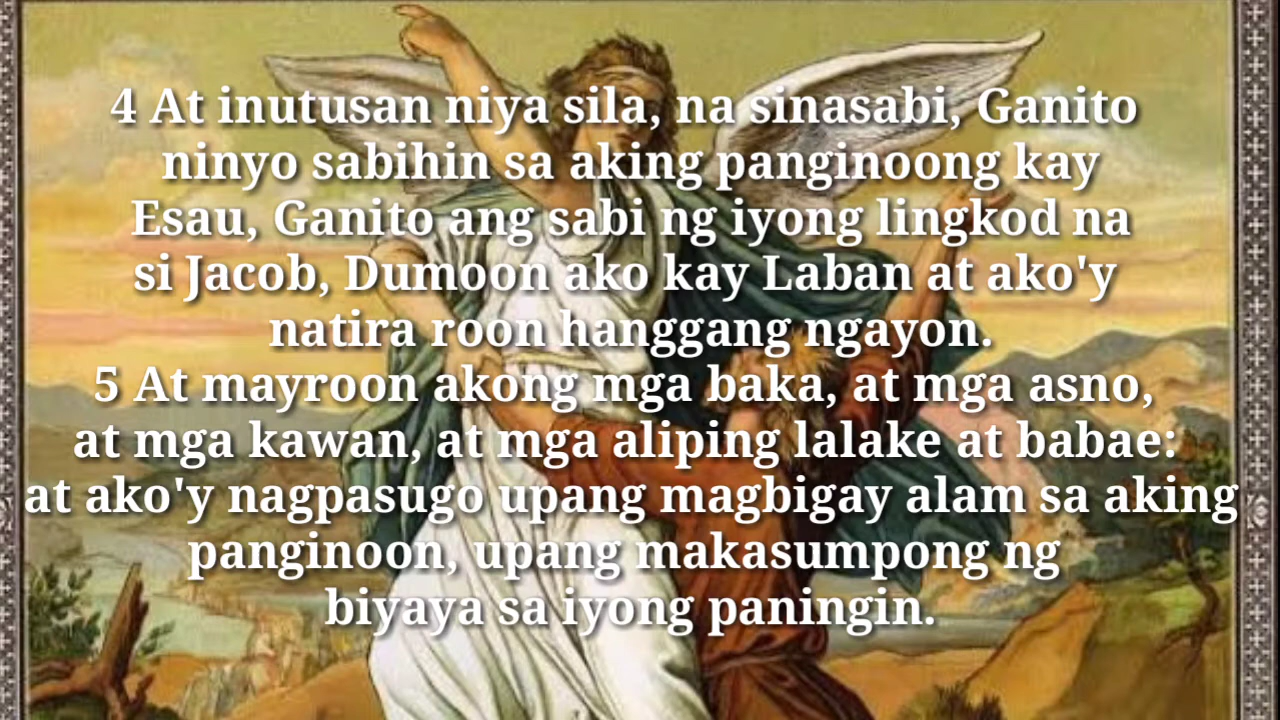 4 At inutusan niya sila, na sinasabi, Ganito
ninyo sabihin sa aking panginoong kay
Esau, Ganito ang sabi ng iyong lingkod na
si Jacob, Dumoon ako kay Laban at ako'y
natira roon hanggang ngayon.
5 At mayroon akong mga baka, at mga asno,
at mga kawan, at mga aliping lalake at babae:
at ako'y nagpasugo upang magbigay alam sa aking
panginoon, upang makasumpong ng
biyaya sa iyong paningin.